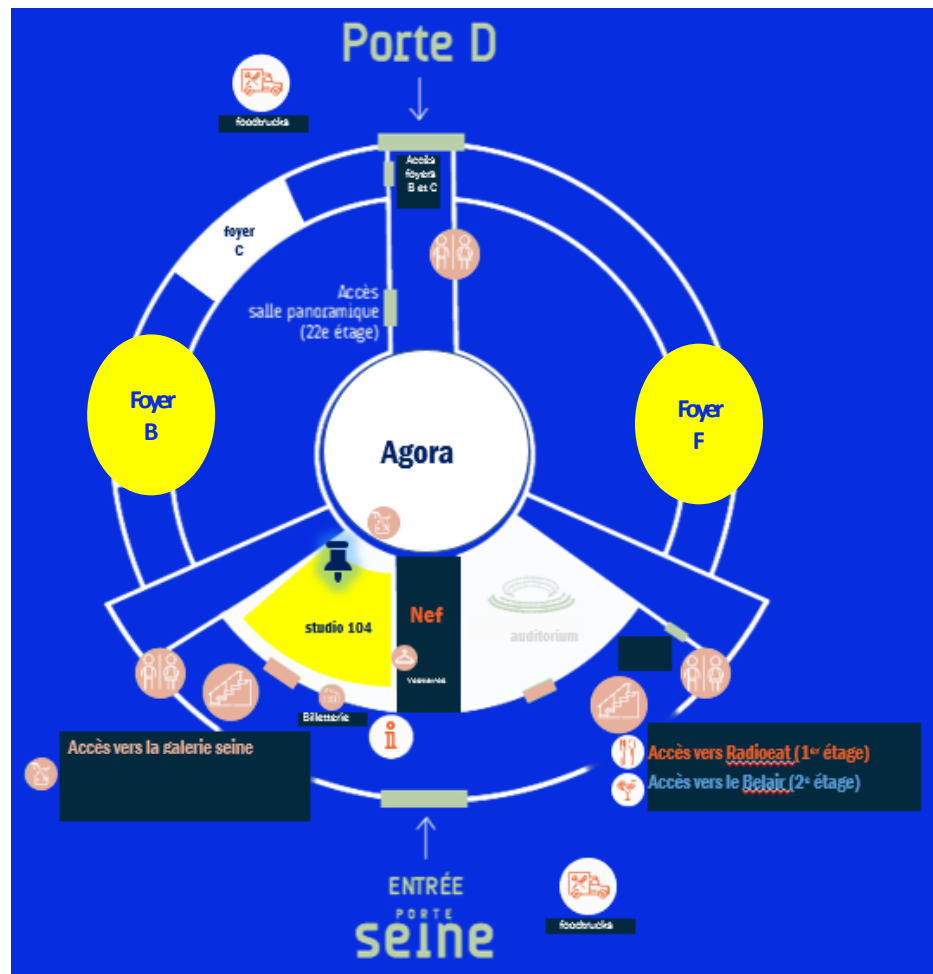 Porte D
foodtrucks
Accès
foyers
B et C
foyer
C
Accès
salle panoramique
(22e étage)
Foyer
B
Foyer
F
Agora
studio 104
Nef
auditorium
Vestiaires
Billetterie
Accès vers la galerie seine
Accès vers Radioeat (1er étage)
Accès vers le Belair (2e étage)
ENTRÉE
PORTE
seine
foodtrucks